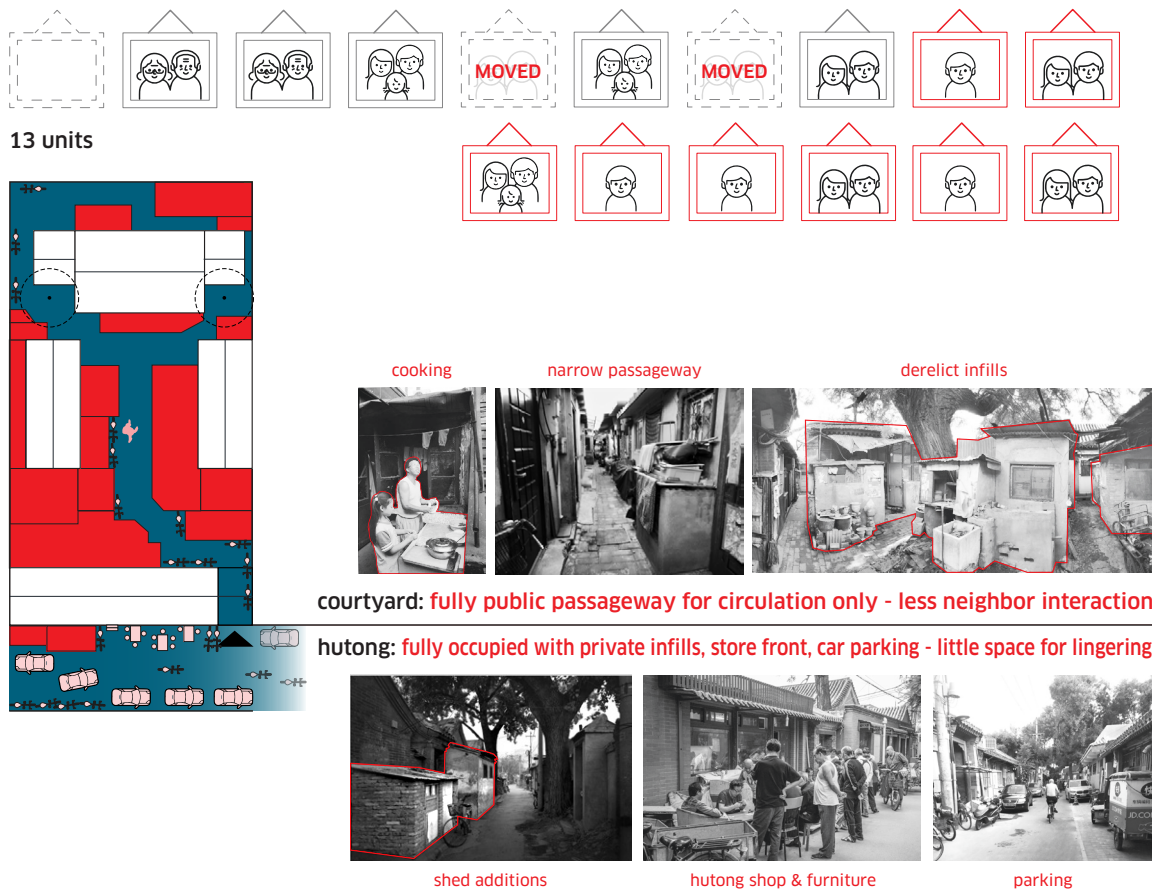 MOVED
MOVED
13 units
cooking
narrow passageway
derelict infills
courtyard: fully public passageway for circulation only - less neighbor interaction
hutong: fully occupied with private infills, store front, car parking - little space for lingering
JD.CO
shed additions
hutong shop & furniture
parking